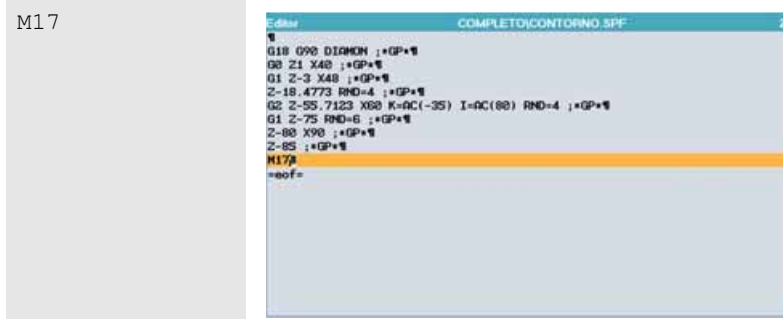 M17
Editor COMPLETO\CONTORNO.SPF 2
¶
G18 G90 DIAMON ;*GP*¶
G0 Z1 X40 ;*GP*¶
G1 Z-3 X48 ;*GP*¶
Z-18.4773 RND=4 ;*GP*¶
G2 Z-55.7123 X60 K=AC(-35) I=AC(80) RND=4 ;*GP*¶
G1 Z-75 RND=6 ;*GP*¶
Z-80 X90 ;*GP*¶
Z-85 ;*GP*¶
M17¶
=eof=